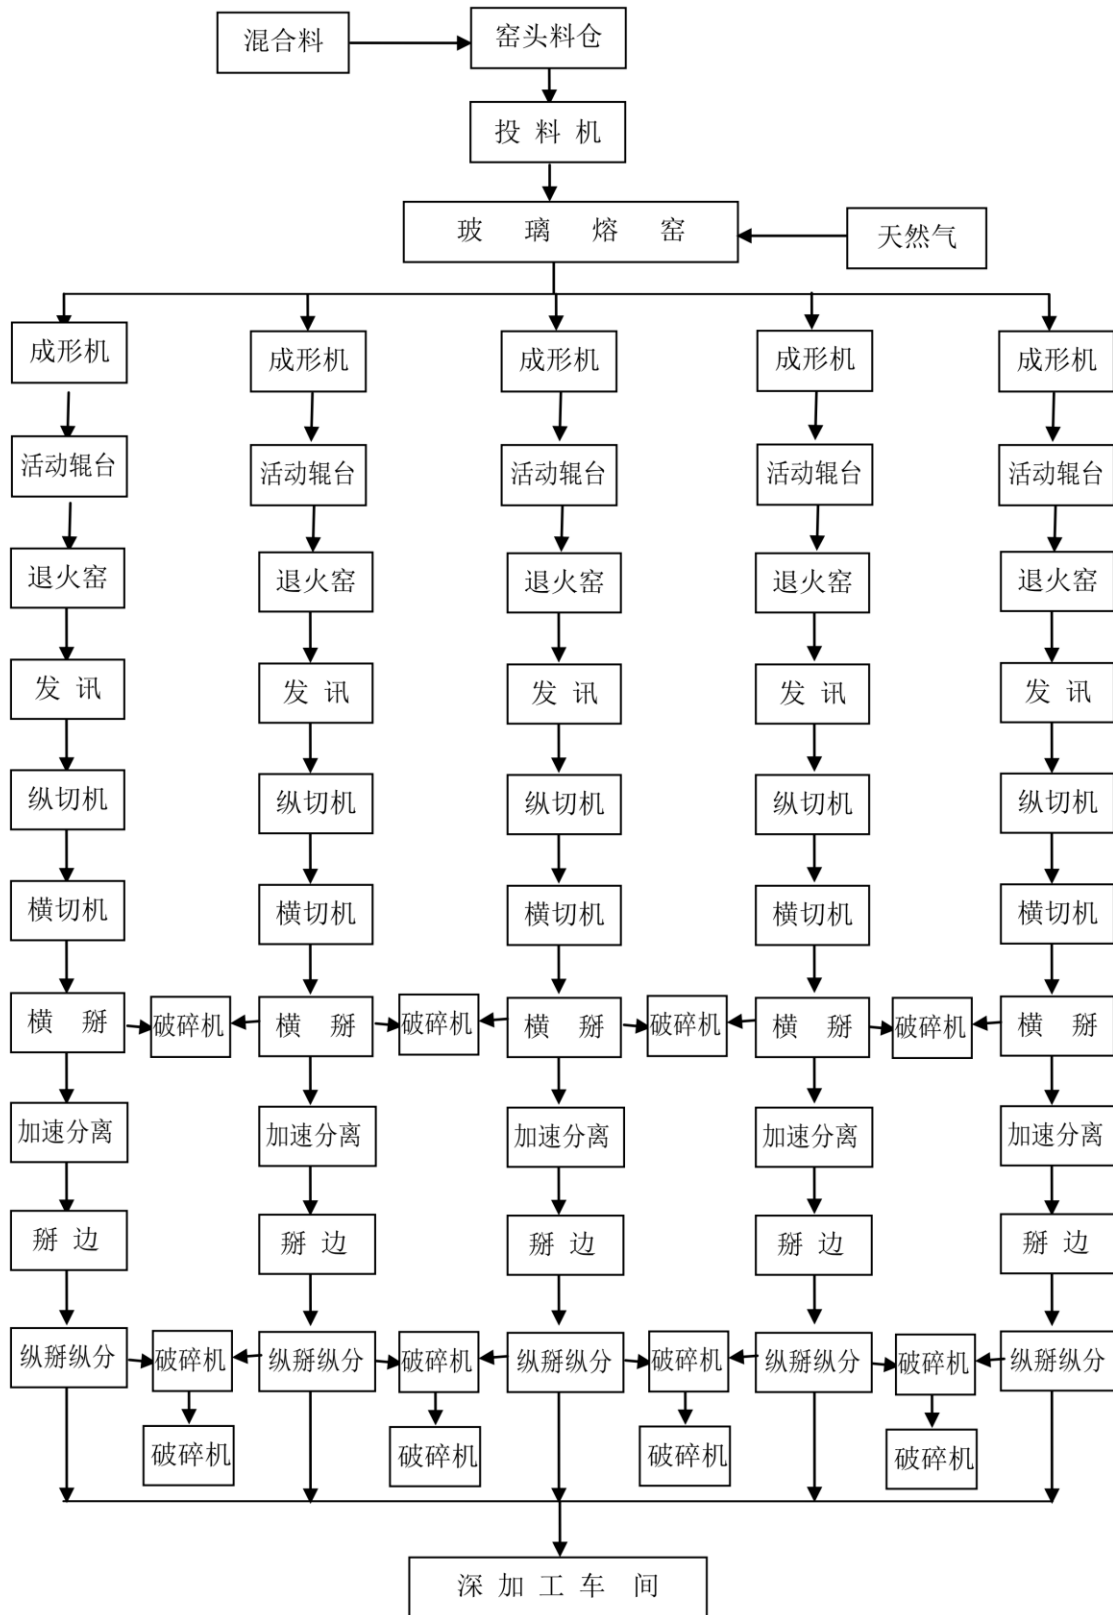 混合料 窑头料仓
投 料 机
玻 璃 熔 窑 天然气
成形机 成形机 成形机 成形机 成形机
活动辊台 活动辊台 活动辊台 活动辊台 活动辊台
退火窑 退火窑 退火窑 退火窑 退火窑
发 讯 发 讯 发 讯 发 讯 发 讯
纵切机 纵切机 纵切机 纵切机 纵切机
横切机 横切机 横切机 横切机 横切机
横 掰 破碎机 横 掰 破碎机 横 掰 破碎机 横 掰 破碎机 横 掰
加速分离 加速分离 加速分离 加速分离 加速分离
掰 边 掰 边 掰 边 掰 边 掰 边
纵掰纵分 破碎机 纵掰纵分 破碎机 纵掰纵分 破碎机 纵掰纵分 破碎机 纵掰纵分
破碎机 破碎机 破碎机 破碎机
深 加 工 车 间